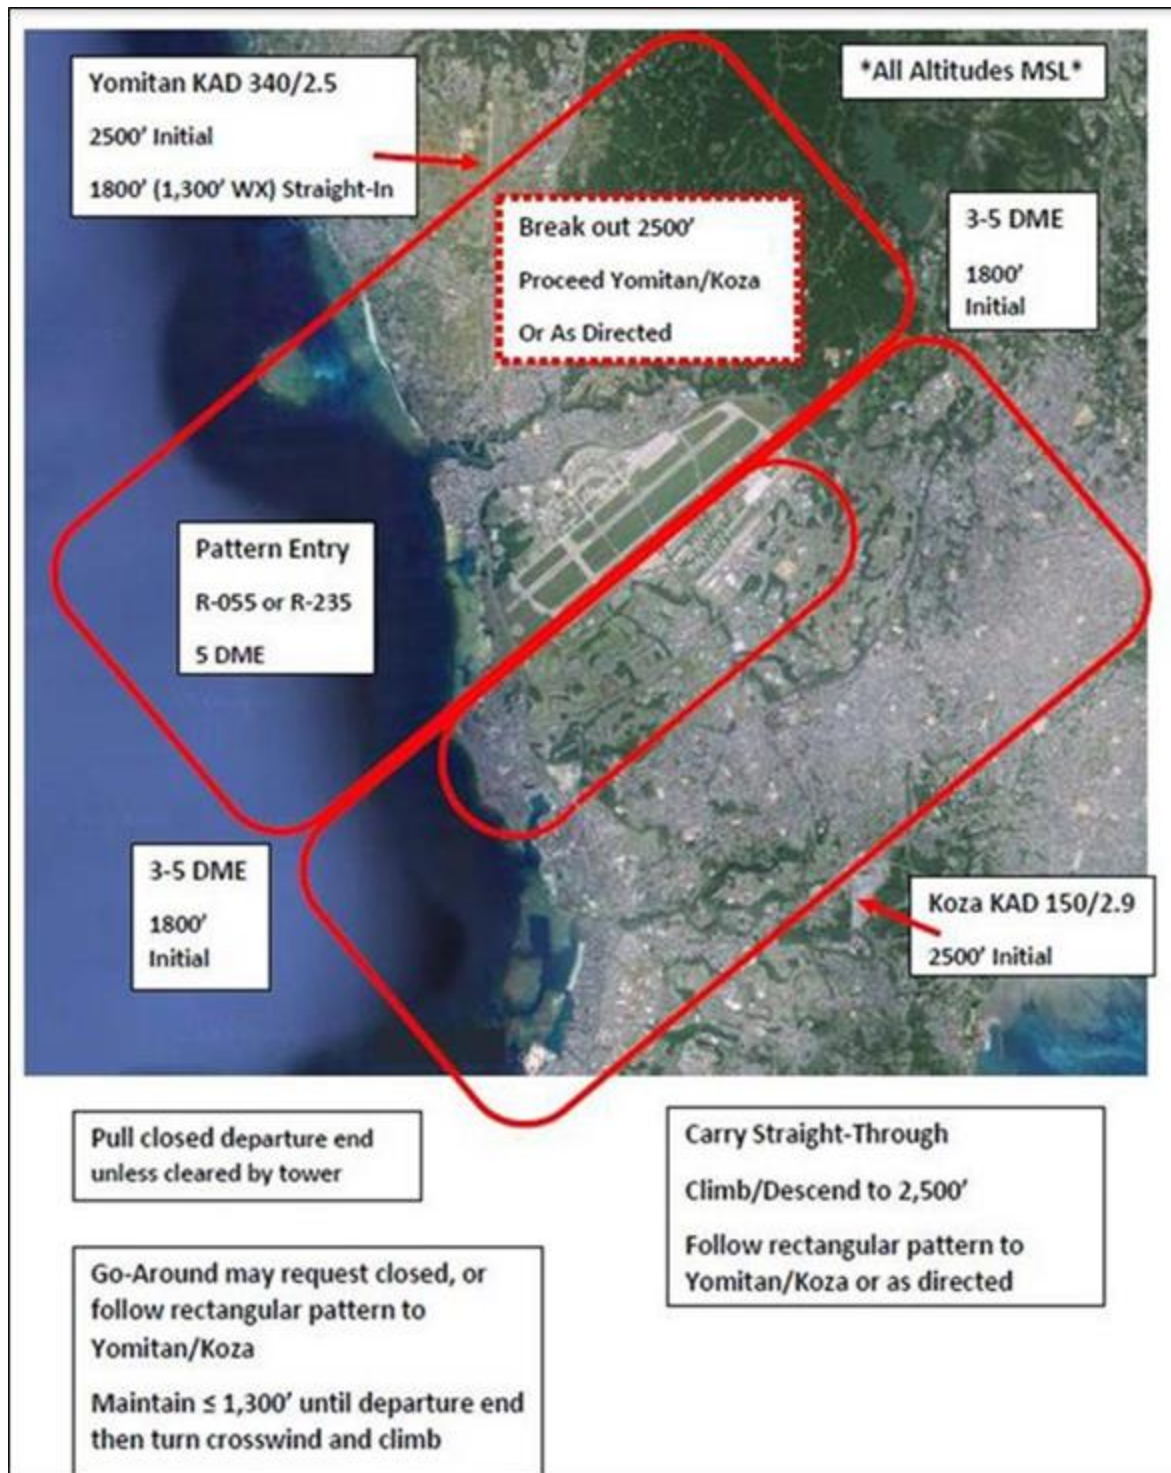 Yomitan KAD 340/2.5
2500’ Initial
1800’ (1,300’ WX) Straight-In
*All Altitudes MSL*
Break out 2500’
Proceed Yomitan/Koza
Or As Directed
3-5 DME
1800’
Initial
Pattern Entry
R-055 or R-235
5 DME
3-5 DME
1800’
Initial
Koza KAD 150/2.9
2500’ Initial
Pull closed departure end
unless cleared by tower
Carry Straight-Through
Climb/Descend to 2,500’
Follow rectangular pattern to
Yomitan/Koza or as directed
Go-Around may request closed, or
follow rectangular pattern to
Yomitan/Koza
Maintain ≤ 1,300’ until departure end
then turn crosswind and climb